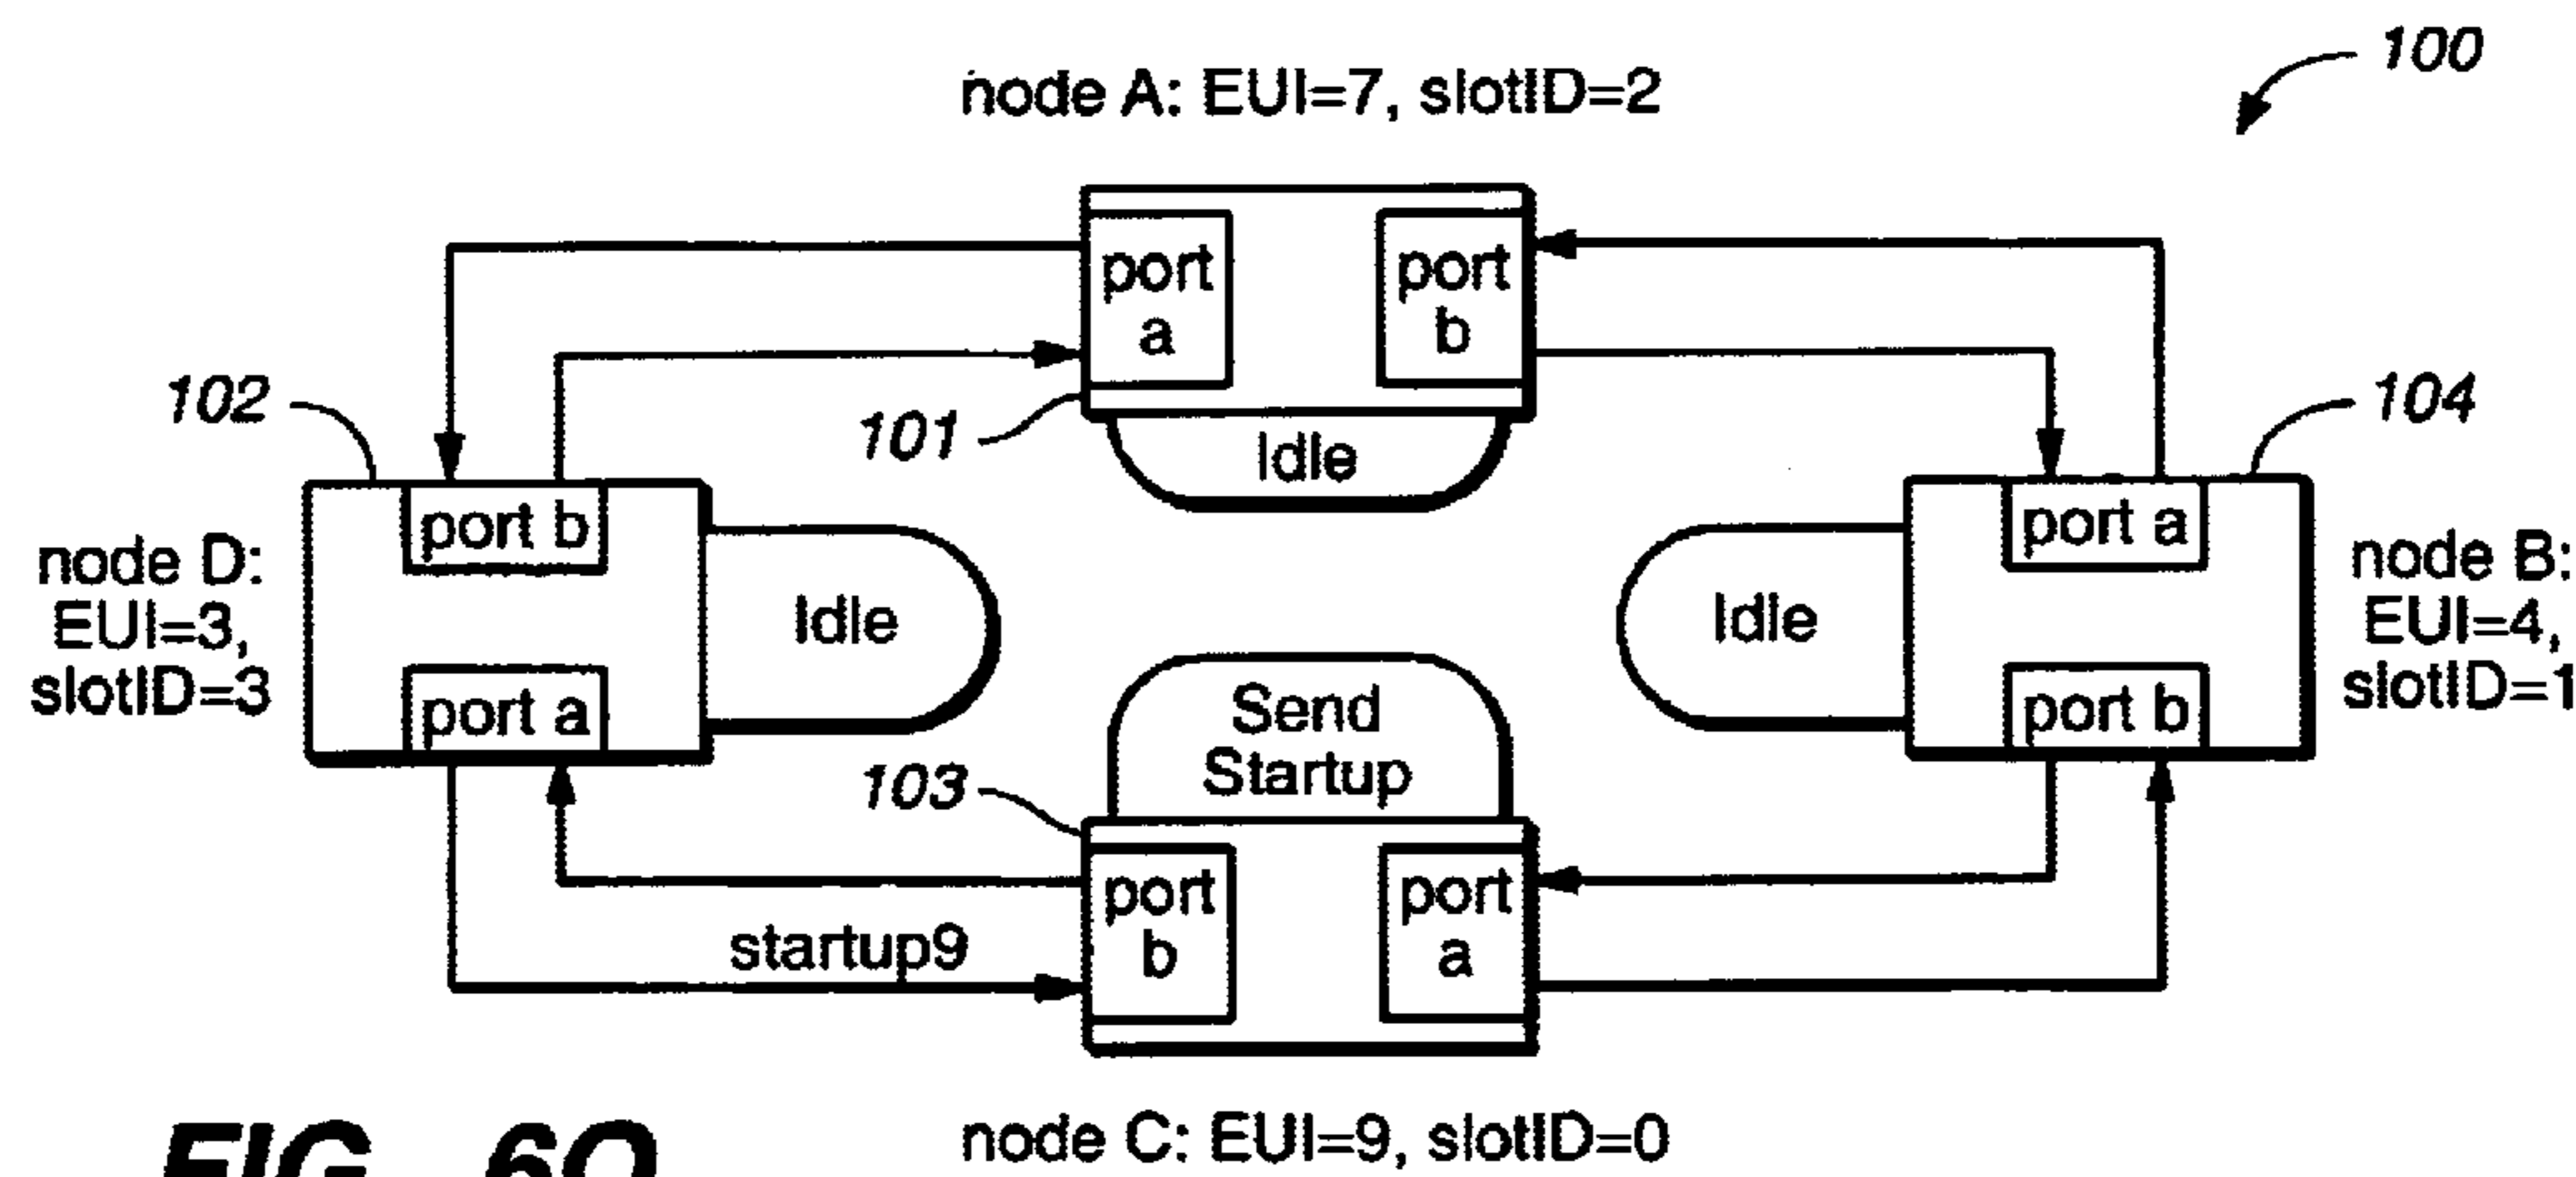 100
node A: EUI=7, slotID=2
port
a
port
b
102
101
104
Idle
port b
port a
node D:
EUI=3,
slotID=3
Idle
Idle
node B:
EUI=4,
slotID=1
port a
port b
Send
Startup
103
port
b
port
a
startup9
node C: EUI=9, slotID=0